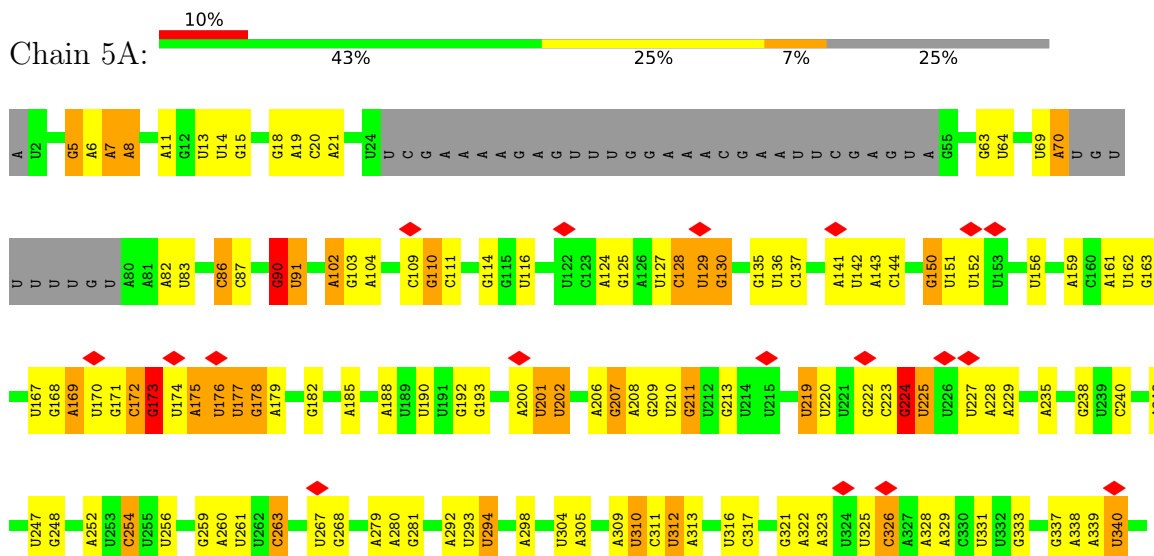 10%
Chain 5A:
43% 25% 7% 25%
A U2 G5 A6 A7 A8 A11 G12 U13 U14 G15 G18 A19 C20 A21 U24 U C G A A A A G A G U U U G G A A A C G A A U U C G A G U A G55 G63 U64 U69 A70 U G U
U U U U G U A80 A81 A82 U83 C86 C87 G90 U91 A102 G103 A104 C109 G110 C111 G114 G115 U116 U122 C123 A124 G125 A126 U127 C128 U129 G130 G135 U136 C137 A141 U142 A143 C144 G150 U151 U152 U153 U156 A159 C160 A161 U162 G163
U167 G168 A169 U170 G171 C172 G173 U174 A175 U176 U177 G178 A179 G182 A185 A188 U189 U190 U191 G192 G193 A200 U201 U202 A206 G207 A208 G209 U210 G211 U212 G213 U214 U215 U219 U220 U221 G222 C223 G224 U225 U226 U227 A228 A229 A235 G238 U239 C240
U247 G248 A252 U253 C254 U255 U256 G259 A260 U261 U262 C263 U267 G268 A279 A280 G281 A292 U293 U294 A298 U304 A305 A309 U310 C311 U312 A313 U316 C317 G321 A322 A323 U324 U325 C326 A327 A328 A329 C330 U331 U332 G333 G337 A338 A339 U340